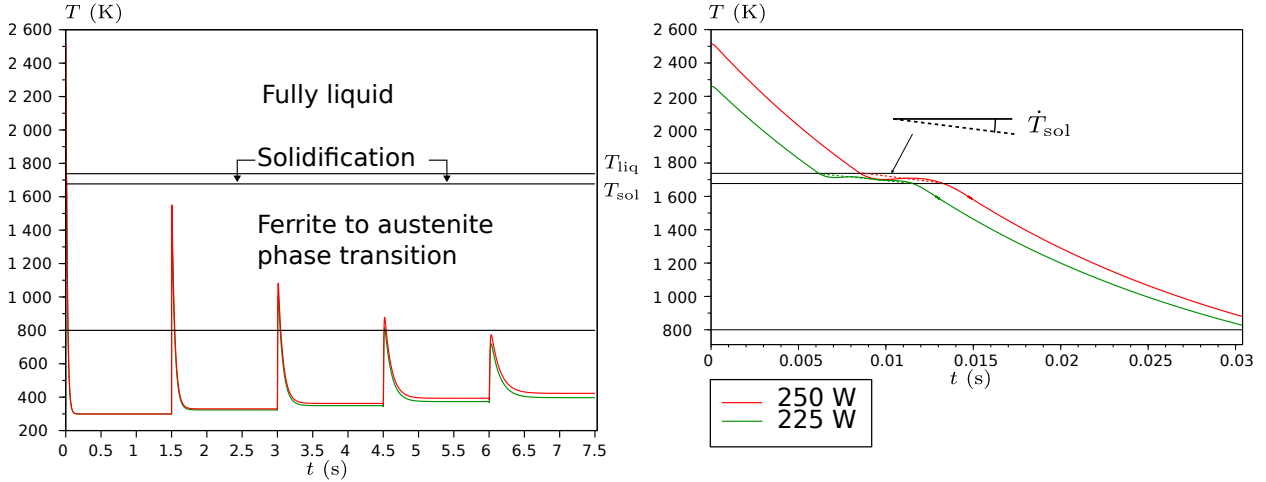 T (K)
2 600
2 400
2 200
2 000
1 800
1 600
1 400
1 200
1 000
800
600
400
200
0 0.5 1 1.5 2 2.5 3 3.5 4 4.5 5 5.5 6 6.5 7 7.5
t (s)
Fully liquid
Solidification
Ferrite to austenite
phase transition
T_liq
T_sol
T (K)
2 600
2 400
2 200
2 000
1 800
1 600
1 400
1 200
1 000
800
0 0.005 0.01 0.015 0.02 0.025 0.03
t (s)
Ṫ_sol
250 W
225 W